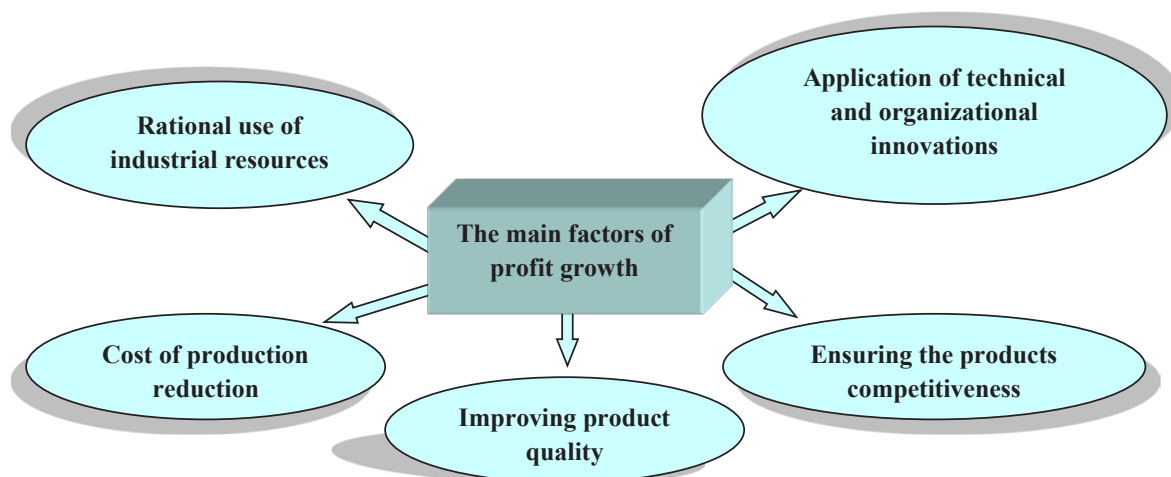 Rational use of
industrial resources
Application of technical
and organizational
innovations
The main factors of
profit growth
Cost of production
reduction
Improving product
quality
Ensuring the products
competitiveness